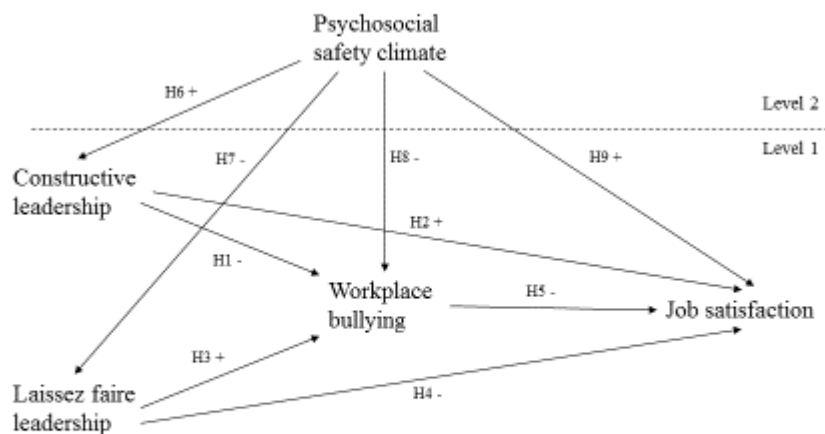 Psychosocial
safety climate
H6 +
Level 2
H7 -
H8 -
H9 +
Level 1
Constructive
leadership
H2 +
H1 -
Workplace
bullying
H5 -
Job satisfaction
H3 +
Laissez faire
leadership
H4 -